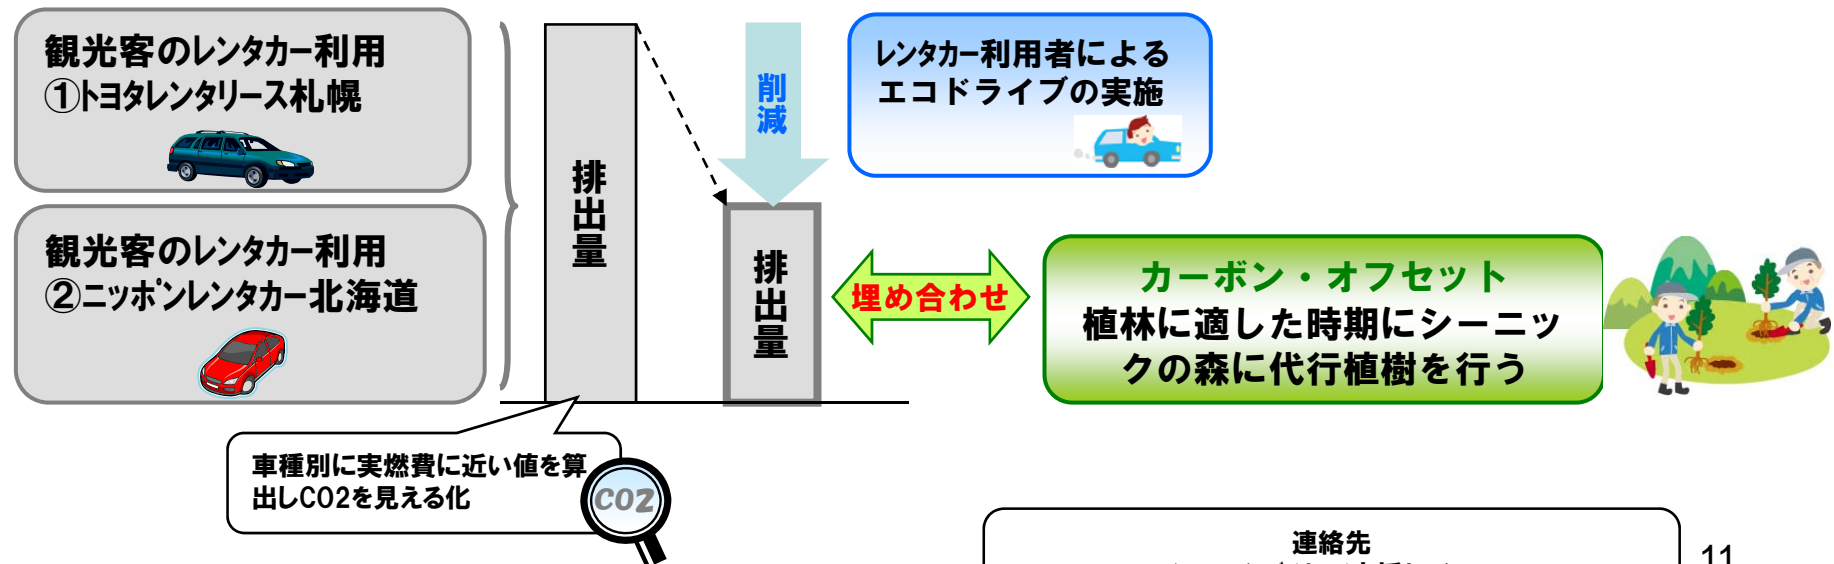 観光客のレンタカー利用
①トヨタレンタリース札幌
観光客のレンタカー利用
②ニッポンレンタカー北海道
排出量
削減
排出量
レンタカー利用者による
エコドライブの実施
埋め合わせ
カーボン・オフセット
植林に適した時期にシーニッ
クの森に代行植樹を行う
車種別に実燃費に近い値を算
出しCO2を見える化
CO2
連絡先
11